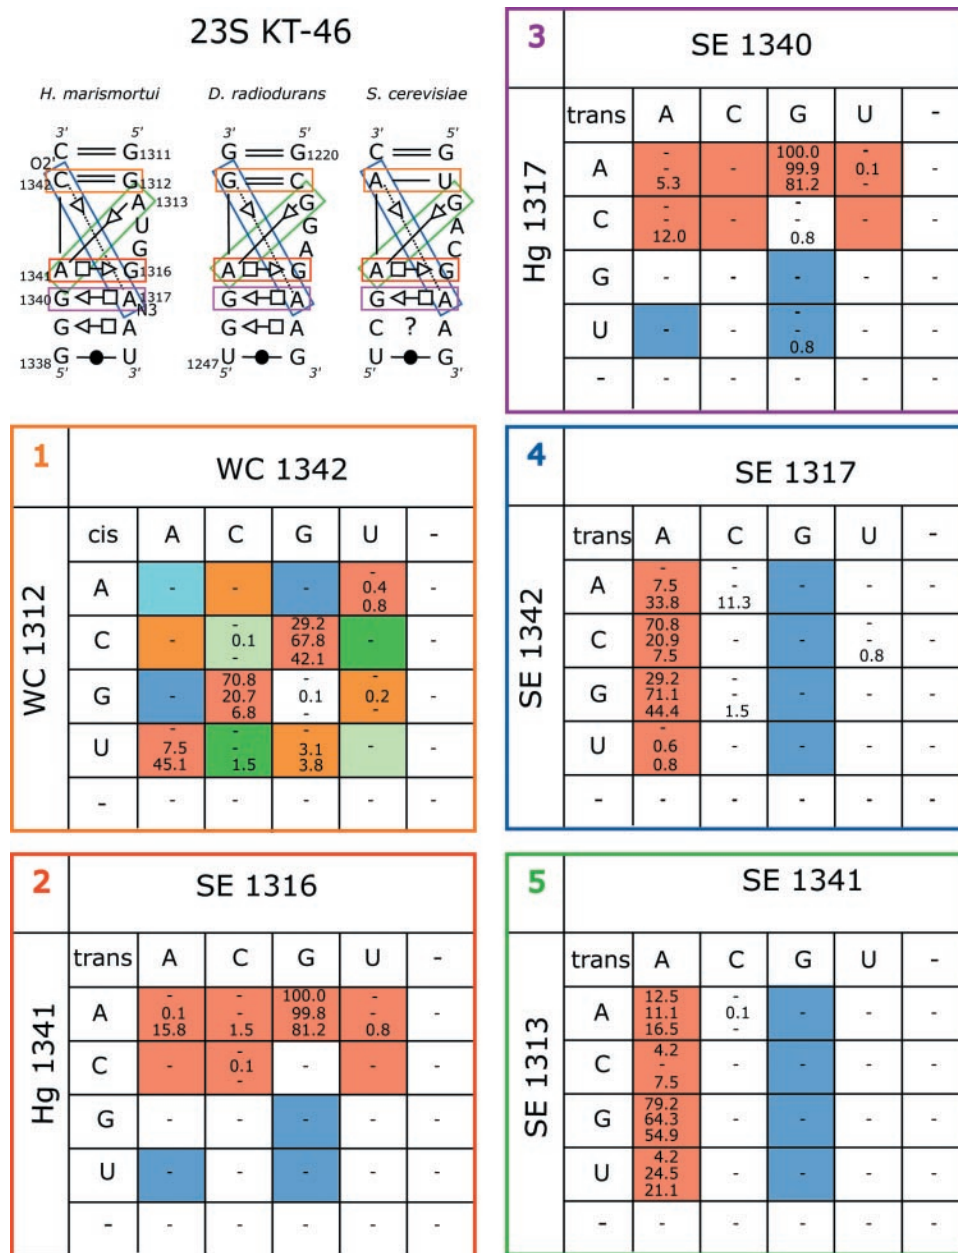 23S KT-46
H. marismortui D. radiodurans S. cerevisiae
3' 5' 3' 5' 3' 5'
C G1311 G G1220 C G
O2'
1342 C G1312 G C A U
A1313 G G
U G A
G A C
1341 A G1316 A G A G
1340 G A1317 G A G A
N3
G A G A C ? A
1338 G U 1247 U G U G
5' 3' 5' 3' 5' 3'
3 SE 1340
Hg 1317
trans A C G U -
A - - 5.3 - 100.0 99.9 81.2 - 0.1 -
C - - 12.0 - - - 0.8 -
G - - - - -
U - - - - 0.8 - -
- - - - - -
1 WC 1342
WC 1312
cis A C G U -
A - - - - 0.4 0.8 -
C - - 0.1 - 29.2 67.8 42.1 - -
G - 70.8 20.7 6.8 - 0.1 - - 0.2 - -
U - 7.5 45.1 - - 1.5 - 3.1 3.8 - -
- - - - - -
4 SE 1317
SE 1342
trans A C G U -
A - 7.5 33.8 - - 11.3 - - -
C 70.8 20.9 7.5 - - - - 0.8 -
G 29.2 71.1 44.4 - - 1.5 - - -
U - 0.6 0.8 - - - -
- - - - - -
2 SE 1316
Hg 1341
trans A C G U -
A - 0.1 15.8 - - 1.5 100.0 99.8 81.2 - - 0.8 -
C - - 0.1 - - - -
G - - - - -
U - - - - -
- - - - - -
5 SE 1341
SE 1313
trans A C G U -
A 12.5 11.1 16.5 - 0.1 - - - -
C 4.2 - 7.5 - - - -
G 79.2 64.3 54.9 - - - -
U 4.2 24.5 21.1 - - - -
- - - - - -